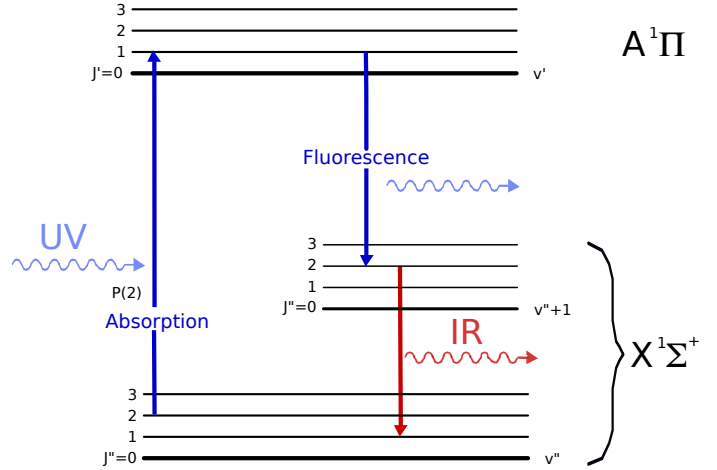 3
2
1
J'=0
v'
A¹Π
Fluorescence
UV
P(2)
Absorption
3
2
1
J"=0
v"+1
IR
X¹Σ⁺
3
2
1
J"=0
v"